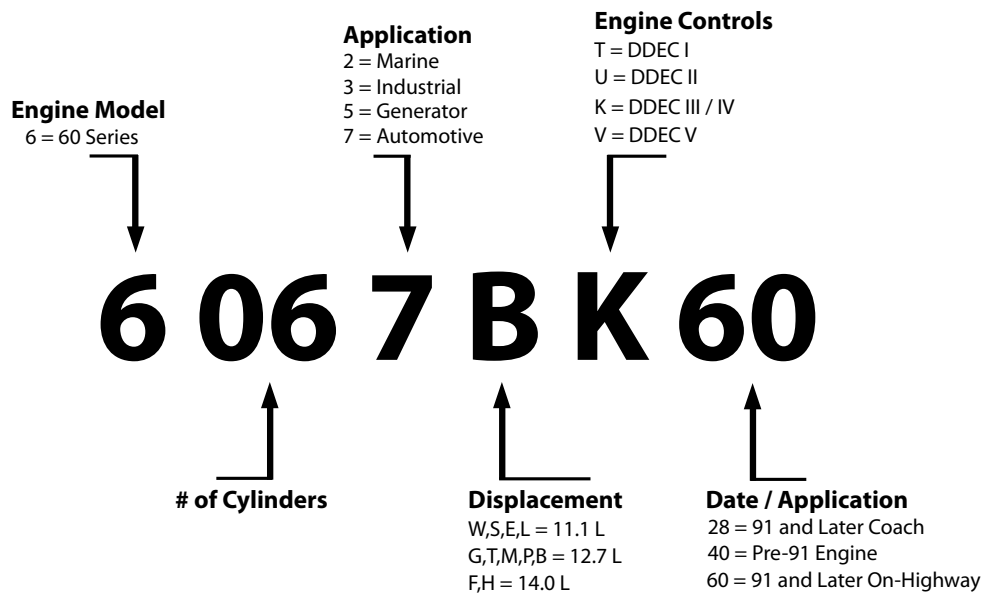 Engine Model
6 = 60 Series
Application
2 = Marine
3 = Industrial
5 = Generator
7 = Automotive
Engine Controls
T = DDEC I
U = DDEC II
K = DDEC III / IV
V = DDEC V
6 06 7 B K 60
# of Cylinders
Displacement
W,S,E,L = 11.1 L
G,T,M,P,B = 12.7 L
F,H = 14.0 L
Date / Application
28 = 91 and Later Coach
40 = Pre-91 Engine
60 = 91 and Later On-Highway